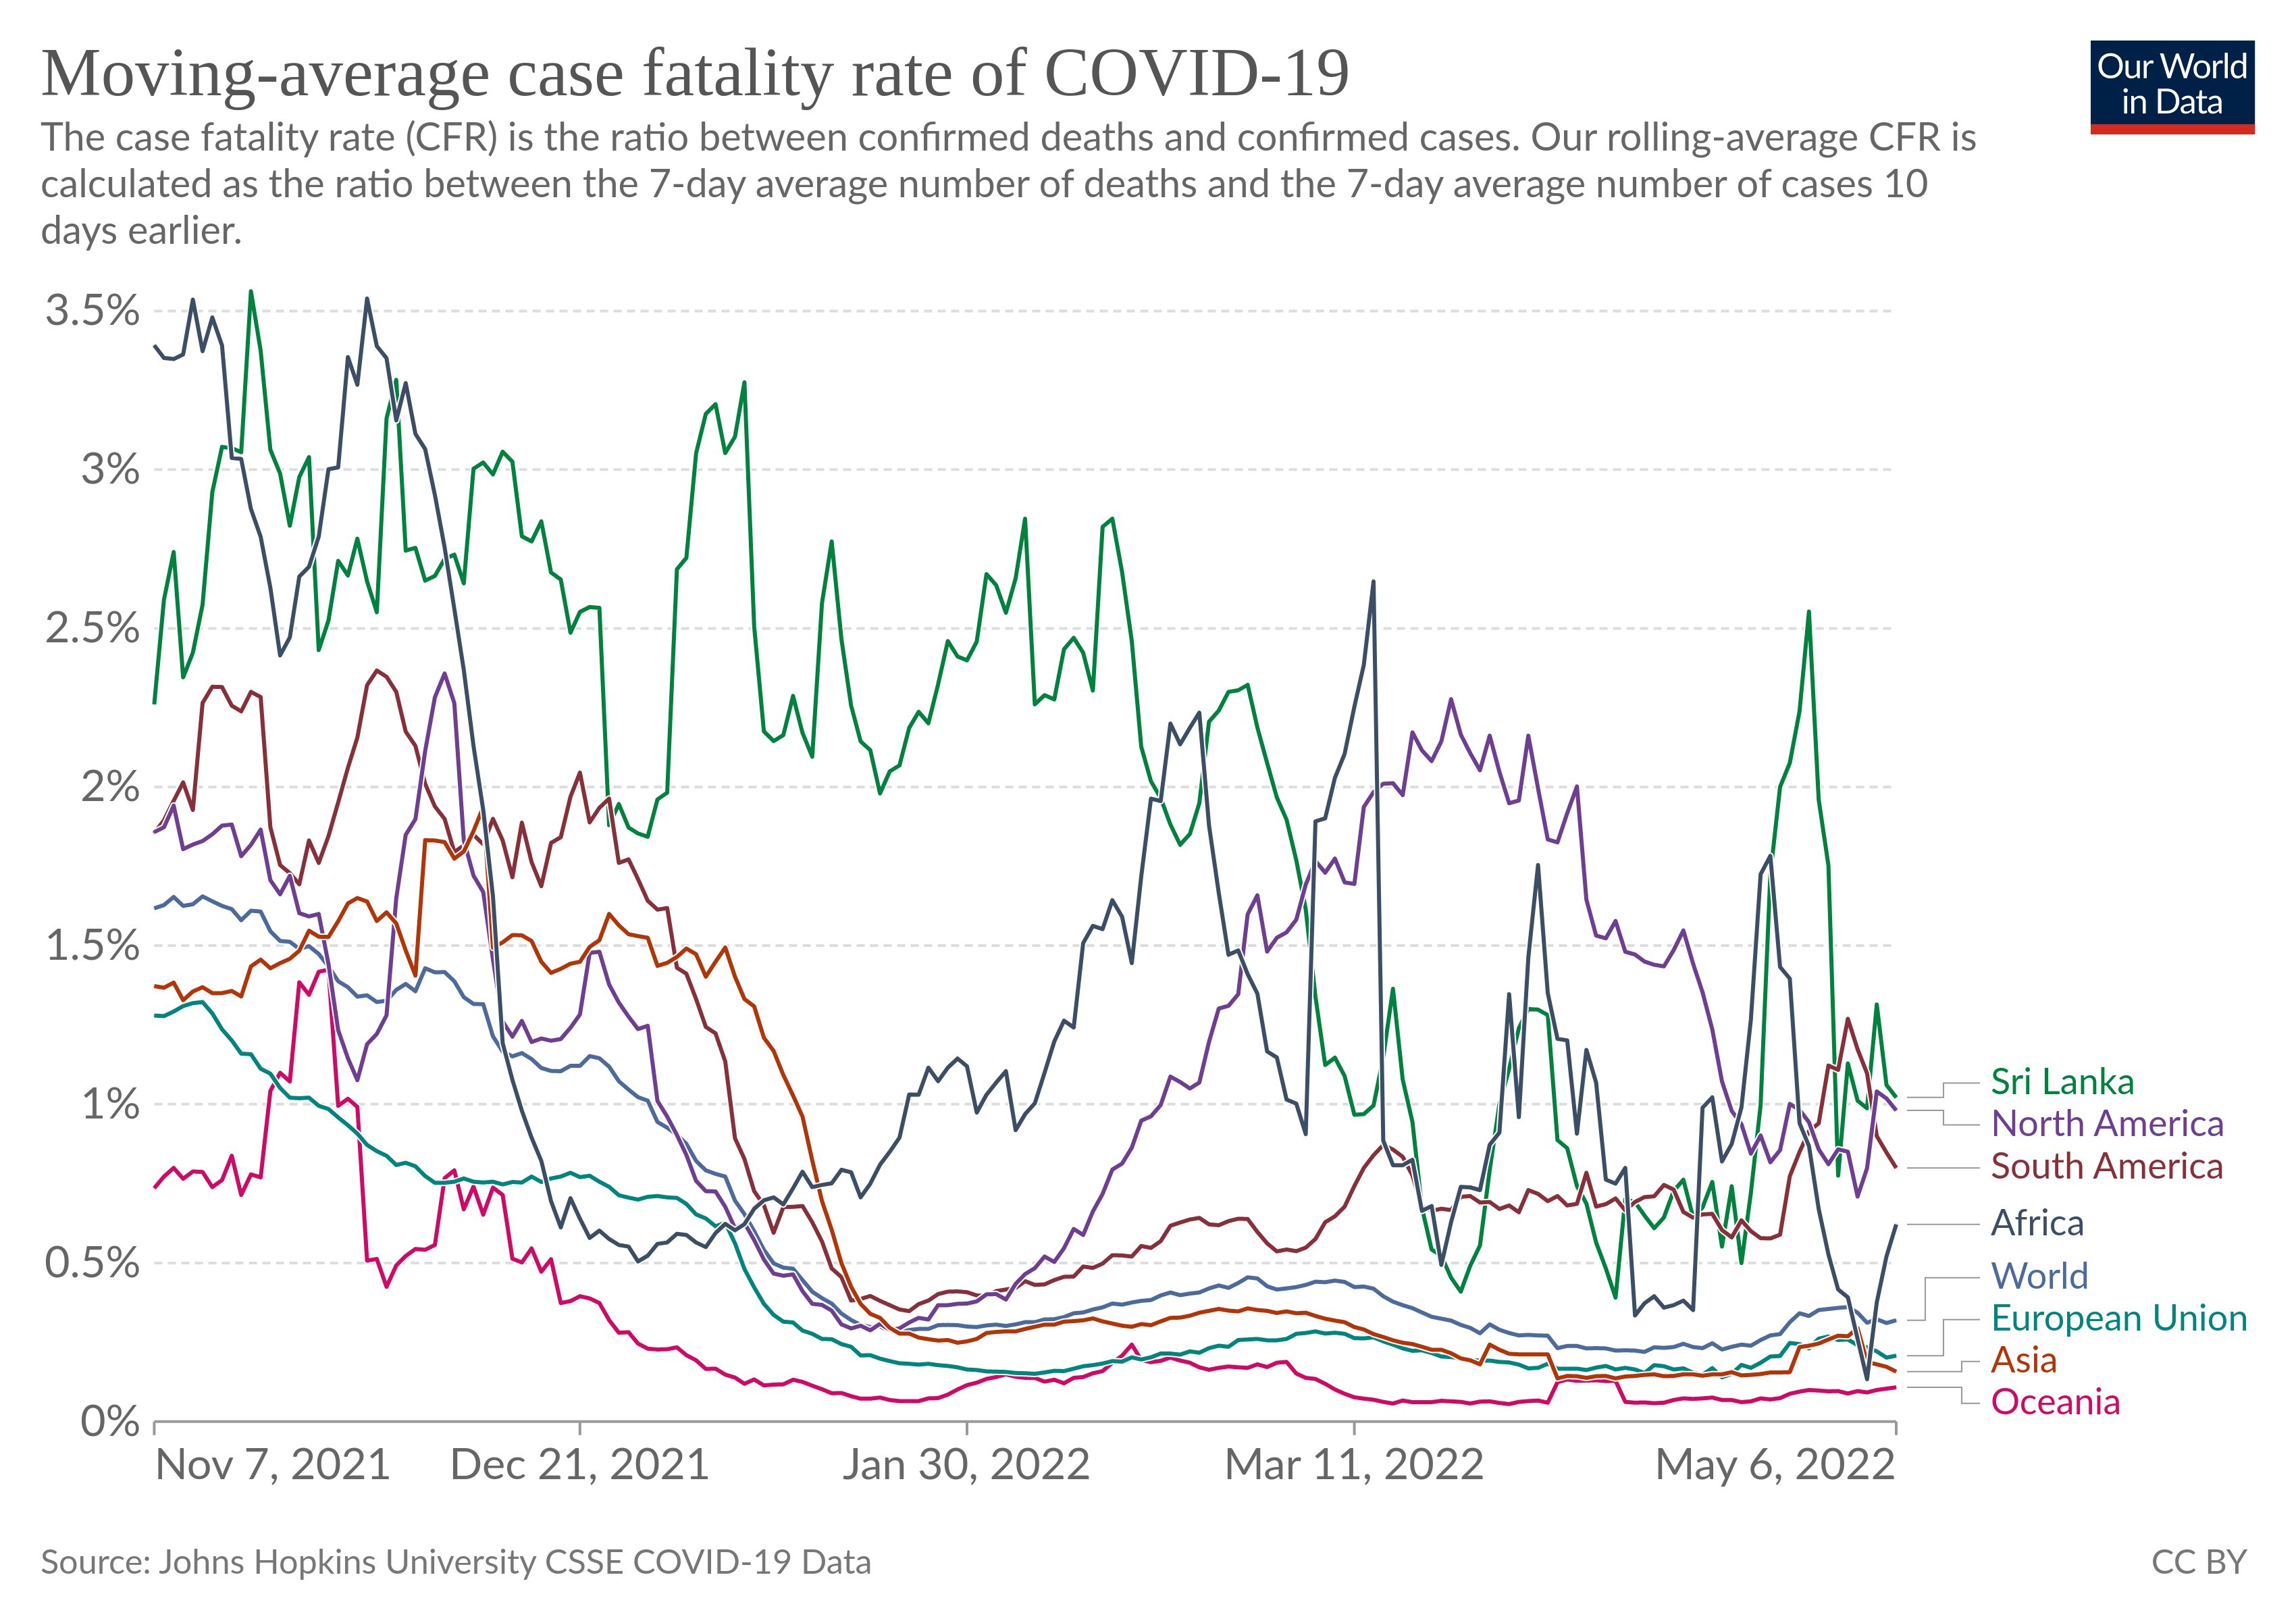 Moving-average case fatality rate of COVID-19
Our World
in Data
The case fatality rate (CFR) is the ratio between confirmed deaths and confirmed cases. Our rolling-average CFR is
calculated as the ratio between the 7-day average number of deaths and the 7-day average number of cases 10
days earlier.
3.5%
3%
2.5%
2%
1.5%
1%
0.5%
0%
Sri Lanka
North America
South America
Africa
World
European Union
Asia
Oceania
Nov 7, 2021
Dec 21, 2021
Jan 30, 2022
Mar 11, 2022
May 6, 2022
Source: Johns Hopkins University CSSE COVID-19 Data
CC BY